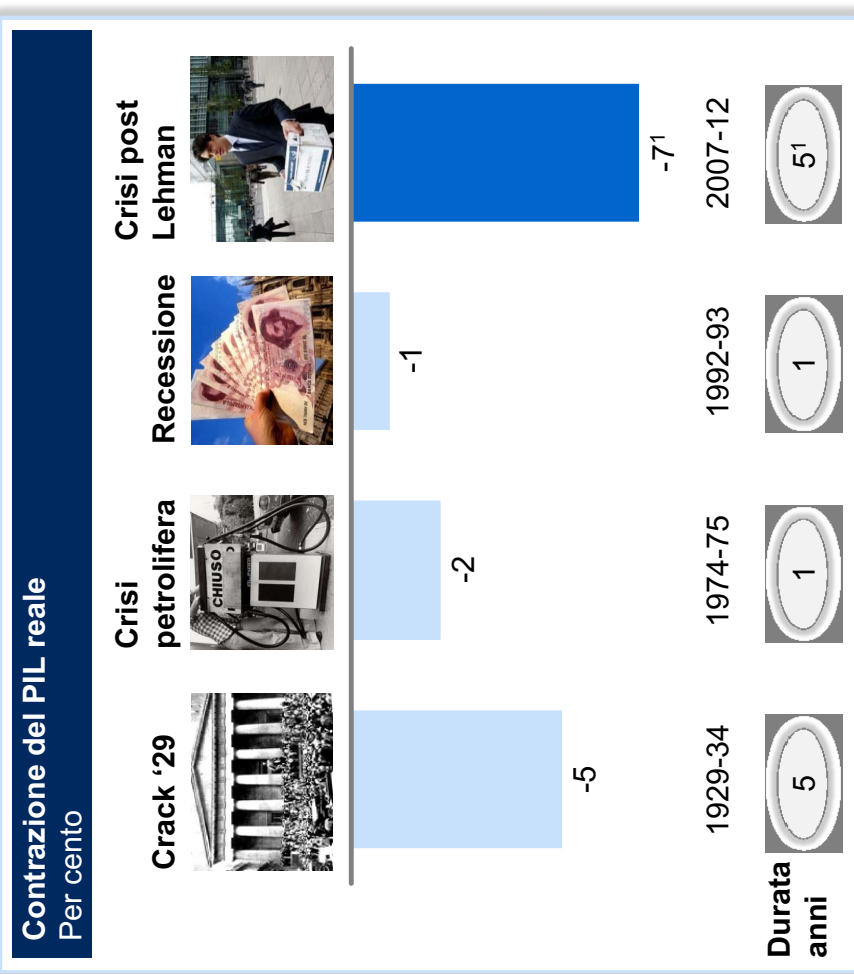 Contrazione del PIL reale
Per cento
Crack ‘29
Crisi
petrolifera
Recessione
Crisi post
Lehman
CHIUSO
-5
-2
-1
-7¹
1929-34
1974-75
1992-93
2007-12
Durata
anni
5
1
1
5¹